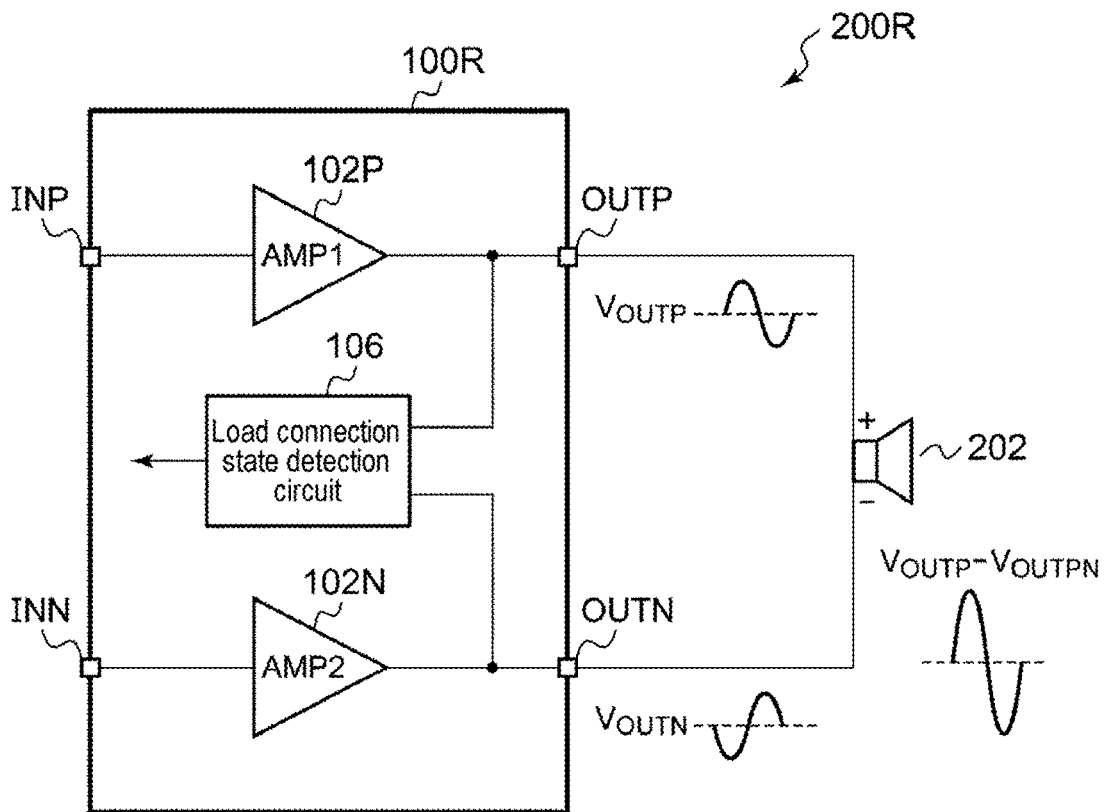 200R
100R
102P
INP
OUTP
AMP1
VOUTP
106
Load connection
state detection
circuit
+
202
-
VOUTP-VOUTPN
102N
INN
OUTN
AMP2
VOUTN